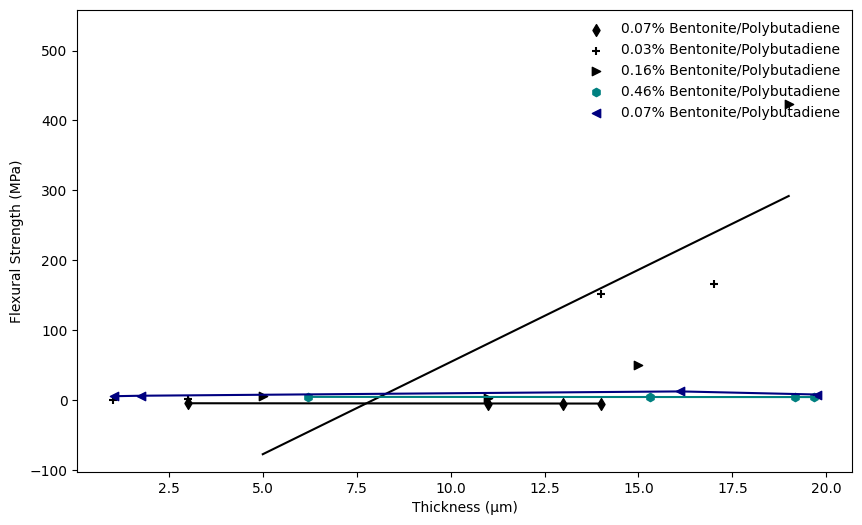 0.07% Bentonite/Polybutadiene
0.03% Bentonite/Polybutadiene
0.16% Bentonite/Polybutadiene
0.46% Bentonite/Polybutadiene
0.07% Bentonite/Polybutadiene
Flexural Strength (MPa)
500
400
300
200
100
0
−100
2.5 5.0 7.5 10.0 12.5 15.0 17.5 20.0
Thickness (μm)